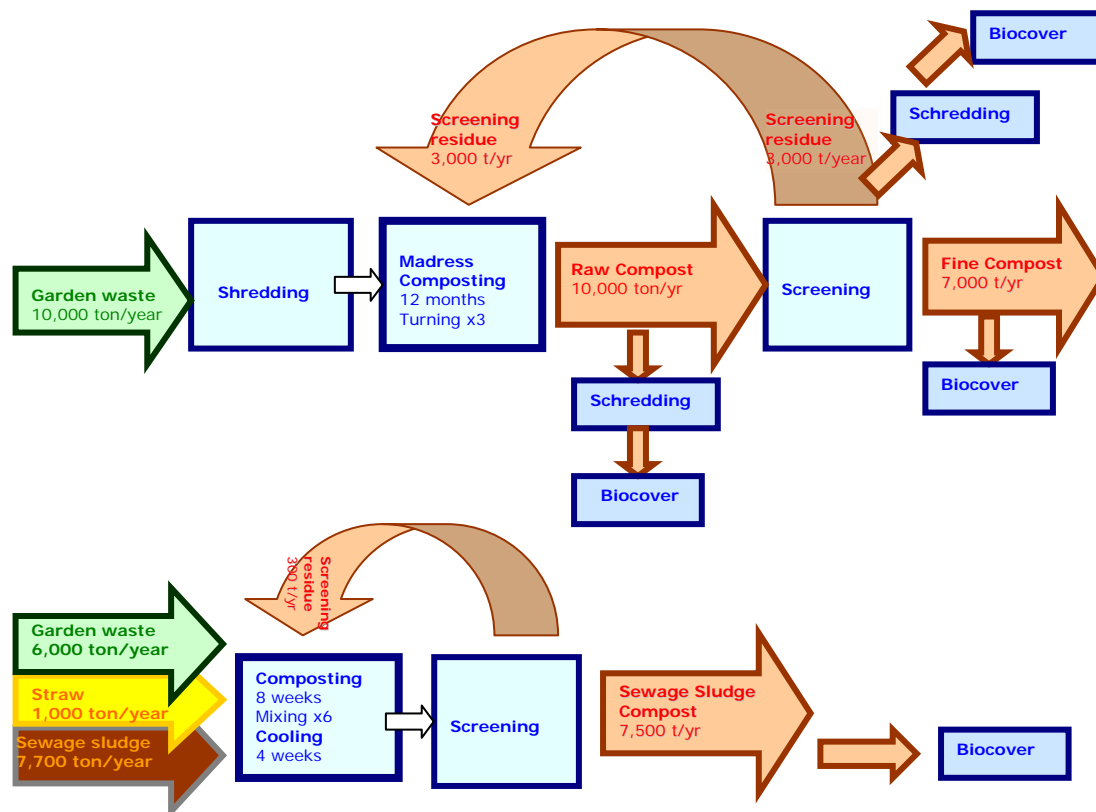 Biocover
Schredding
Screening
residue
3,000 t/yr
Screening
residue
3,000 t/year
Garden waste
10,000 ton/year
Shredding
Madress
Composting
12 months
Turning x3
Raw Compost
10,000 ton/yr
Screening
Fine Compost
7,000 t/yr
Schredding
Biocover
Biocover
Screening
residue
300 t/yr
Garden waste
6,000 ton/year
Straw
1,000 ton/year
Sewage sludge
7,700 ton/year
Composting
8 weeks
Mixing x6
Cooling
4 weeks
Screening
Sewage Sludge
Compost
7,500 t/yr
Biocover